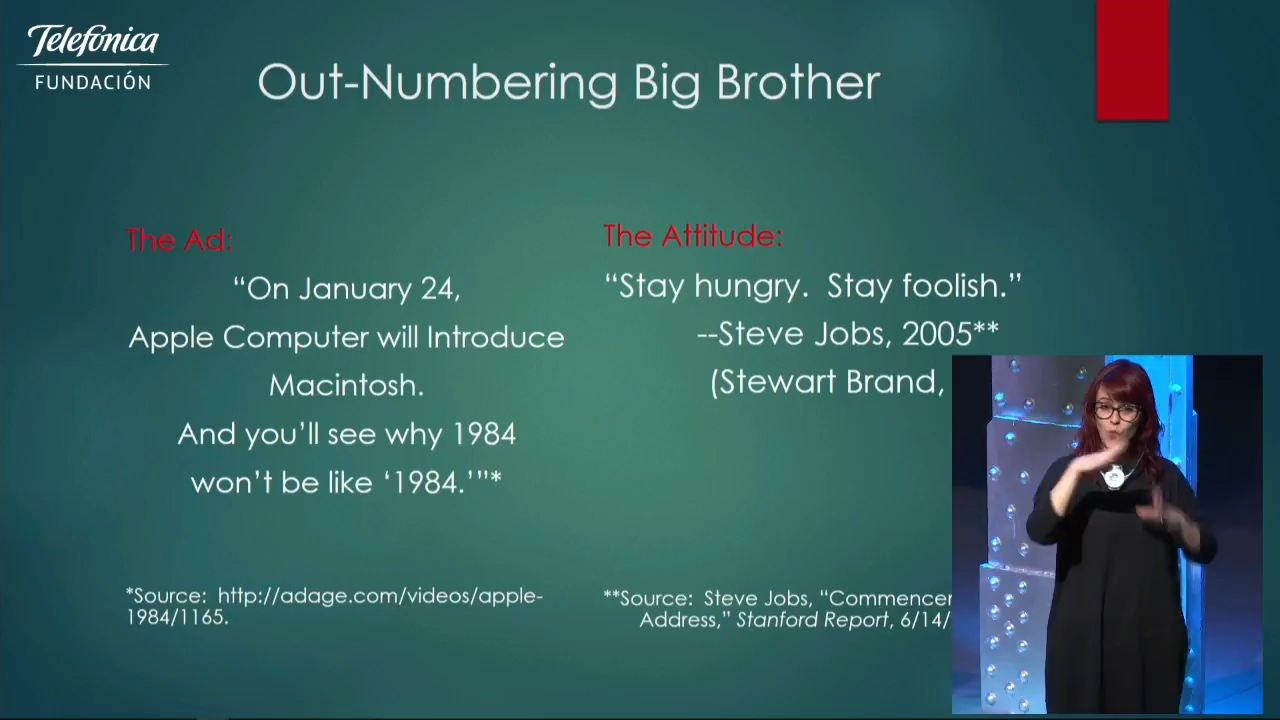 Telefónica
FUNDACIÓN
Out-Numbering Big Brother
The Ad:
“On January 24,
Apple Computer will Introduce
Macintosh.
And you’ll see why 1984
won’t be like ‘1984.’”*
*Source:  http://adage.com/videos/apple-
1984/1165.
The Attitude:
“Stay hungry.  Stay foolish.”
--Steve Jobs, 2005**
(Stewart Brand,
**Source:  Steve Jobs, “Commencem
Address,” Stanford Report, 6/14/